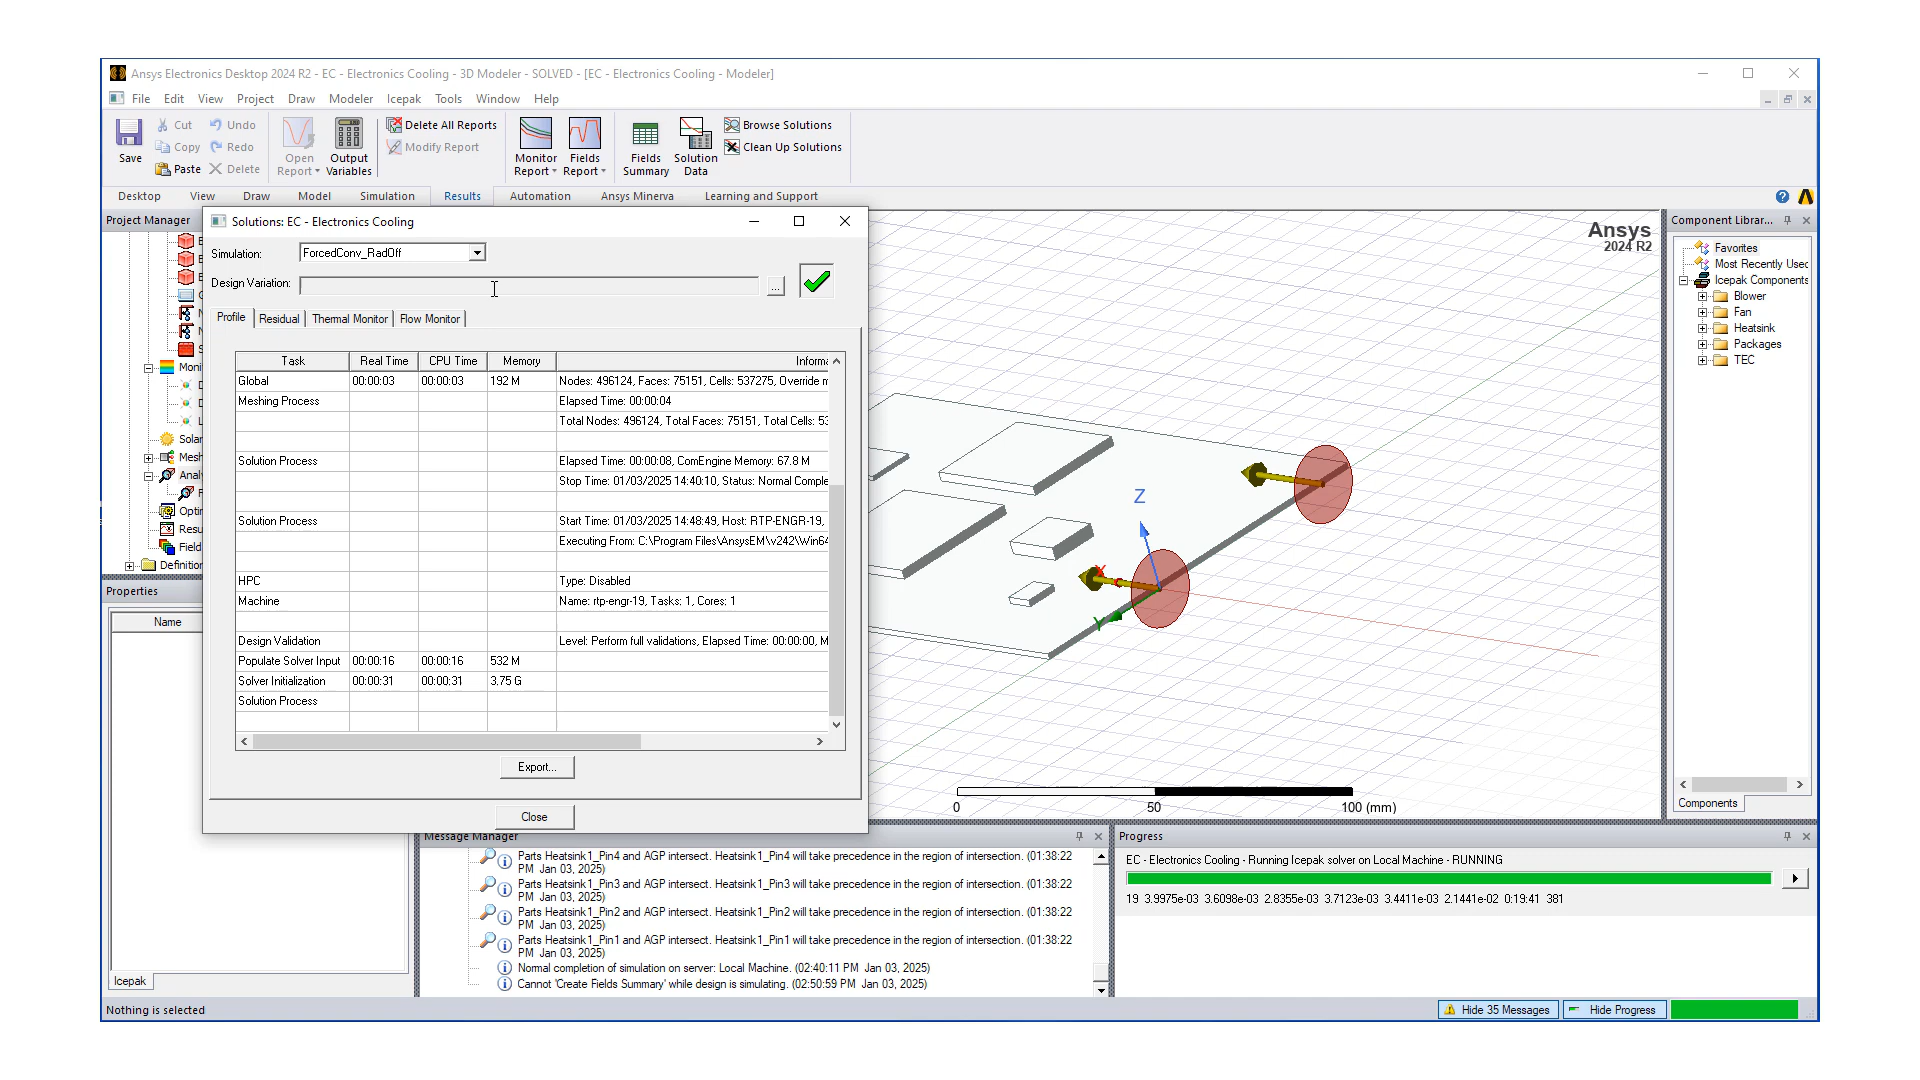 Ansys Electronics Desktop 2024 R2 - EC - Electronics Cooling - 3D Modeler - SOLVED - [EC - Electronics Cooling - Modeler]
File Edit View Project Draw Modeler Icepak Tools Window Help
Save
Cut
Copy
Paste
Undo
Redo
Delete
Open Report
Output Variables
Delete All Reports
Modify Report
Monitor Report
Fields Report
Fields Summary
Solution Data
Browse Solutions
Clean Up Solutions
Desktop View Draw Model Simulation Results Automation Ansys Minerva Learning and Support
Project Manager
Moni
Solar
Mesh
Analy
Opti
Resu
Field
Definition
Properties
Name
Icepak
Solutions: EC - Electronics Cooling
Simulation: ForcedConv_RadOff
Design Variation: ...
Profile Residual Thermal Monitor Flow Monitor
Task Real Time CPU Time Memory Informa
Global 00:00:03 00:00:03 192 M Nodes: 496124, Faces: 75151, Cells: 537275, Override m
Meshing Process Elapsed Time: 00:00:04
Total Nodes: 496124, Total Faces: 75151, Total Cells: 53
Solution Process Elapsed Time: 00:00:08, ComEngine Memory: 67.8 M
Stop Time: 01/03/2025 14:40:10, Status: Normal Comple
Solution Process Start Time: 01/03/2025 14:48:49, Host: RTP-ENGR-19,
Executing From: C:\Program Files\AnsysEM\v242\Win64
HPC Type: Disabled
Machine Name: rtp-engr-19, Tasks: 1, Cores: 1
Design Validation Level: Perform full validations, Elapsed Time: 00:00:00, M
Populate Solver Input 00:00:16 00:00:16 532 M
Solver Initialization 00:00:31 00:00:31 3.75 G
Solution Process
Export...
Close
Ansys
2024 R2
Z
X
Y
0 50 100 (mm)
Component Librar...
Favorites
Most Recently Used
Icepak Components
Blower
Fan
Heatsink
Packages
TEC
Components
Message Manager
Parts Heatsink1_Pin4 and AGP intersect. Heatsink1_Pin4 will take precedence in the region of intersection. (01:38:22
PM Jan 03, 2025)
Parts Heatsink1_Pin3 and AGP intersect. Heatsink1_Pin3 will take precedence in the region of intersection. (01:38:22
PM Jan 03, 2025)
Parts Heatsink1_Pin2 and AGP intersect. Heatsink1_Pin2 will take precedence in the region of intersection. (01:38:22
PM Jan 03, 2025)
Parts Heatsink1_Pin1 and AGP intersect. Heatsink1_Pin1 will take precedence in the region of intersection. (01:38:22
PM Jan 03, 2025)
Normal completion of simulation on server: Local Machine. (02:40:11 PM Jan 03, 2025)
Cannot 'Create Fields Summary' while design is simulating. (02:50:59 PM Jan 03, 2025)
Progress
EC - Electronics Cooling - Running Icepak solver on Local Machine - RUNNING
19 3.9975e-03 3.6098e-03 2.8355e-03 3.7123e-03 3.4411e-03 2.1441e-02 0:19:41 381
Nothing is selected
Hide 35 Messages
Hide Progress